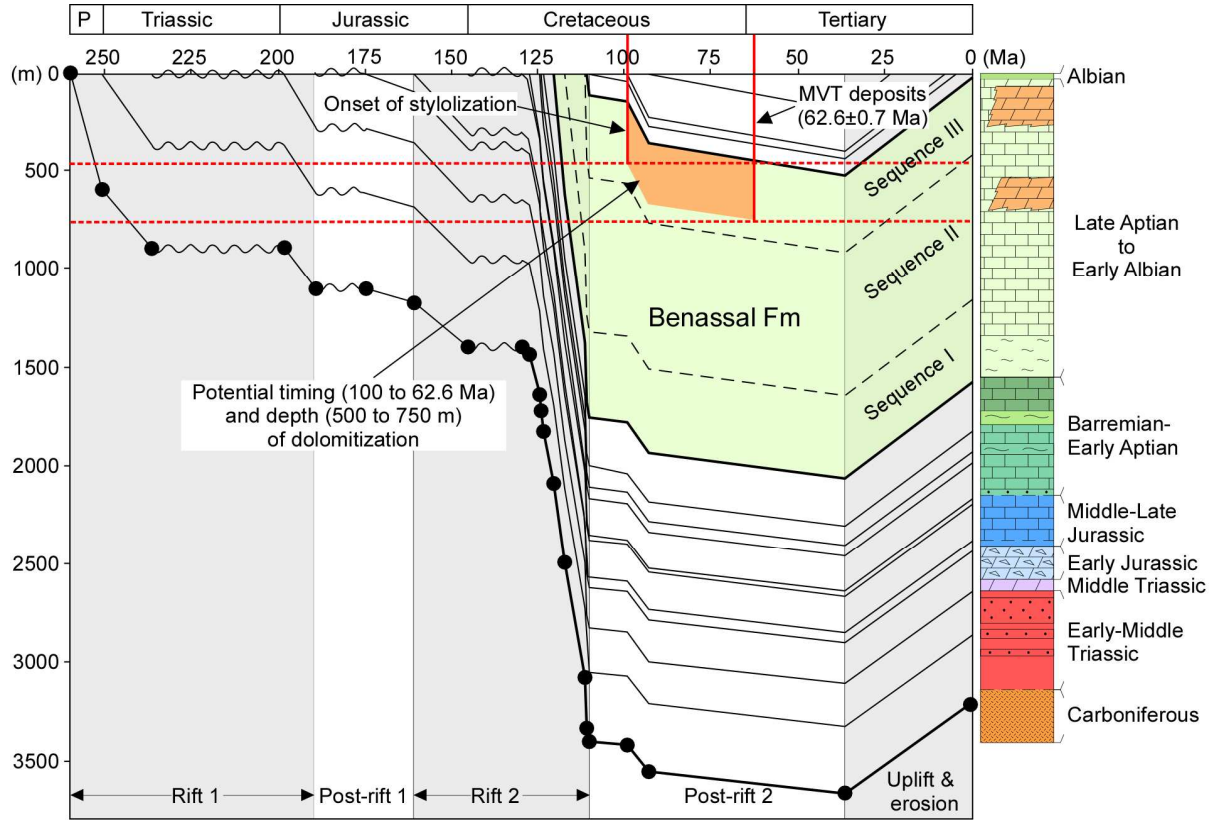 P Triassic Jurassic Cretaceous Tertiary
250 225 200 175 150 125 100 75 50 25 0 (Ma)
(m) 0
500
1000
1500
2000
2500
3000
3500
Onset of stylolization
MVT deposits
(62.6±0.7 Ma)
Sequence III
Sequence II
Sequence I
Benassal Fm
Potential timing (100 to 62.6 Ma)
and depth (500 to 750 m)
of dolomitization
Rift 1
Post-rift 1
Rift 2
Post-rift 2
Uplift &
erosion
Albian
Late Aptian
to
Early Albian
Barremian-
Early Aptian
Middle-Late
Jurassic
Early Jurassic
Middle Triassic
Early-Middle
Triassic
Carboniferous